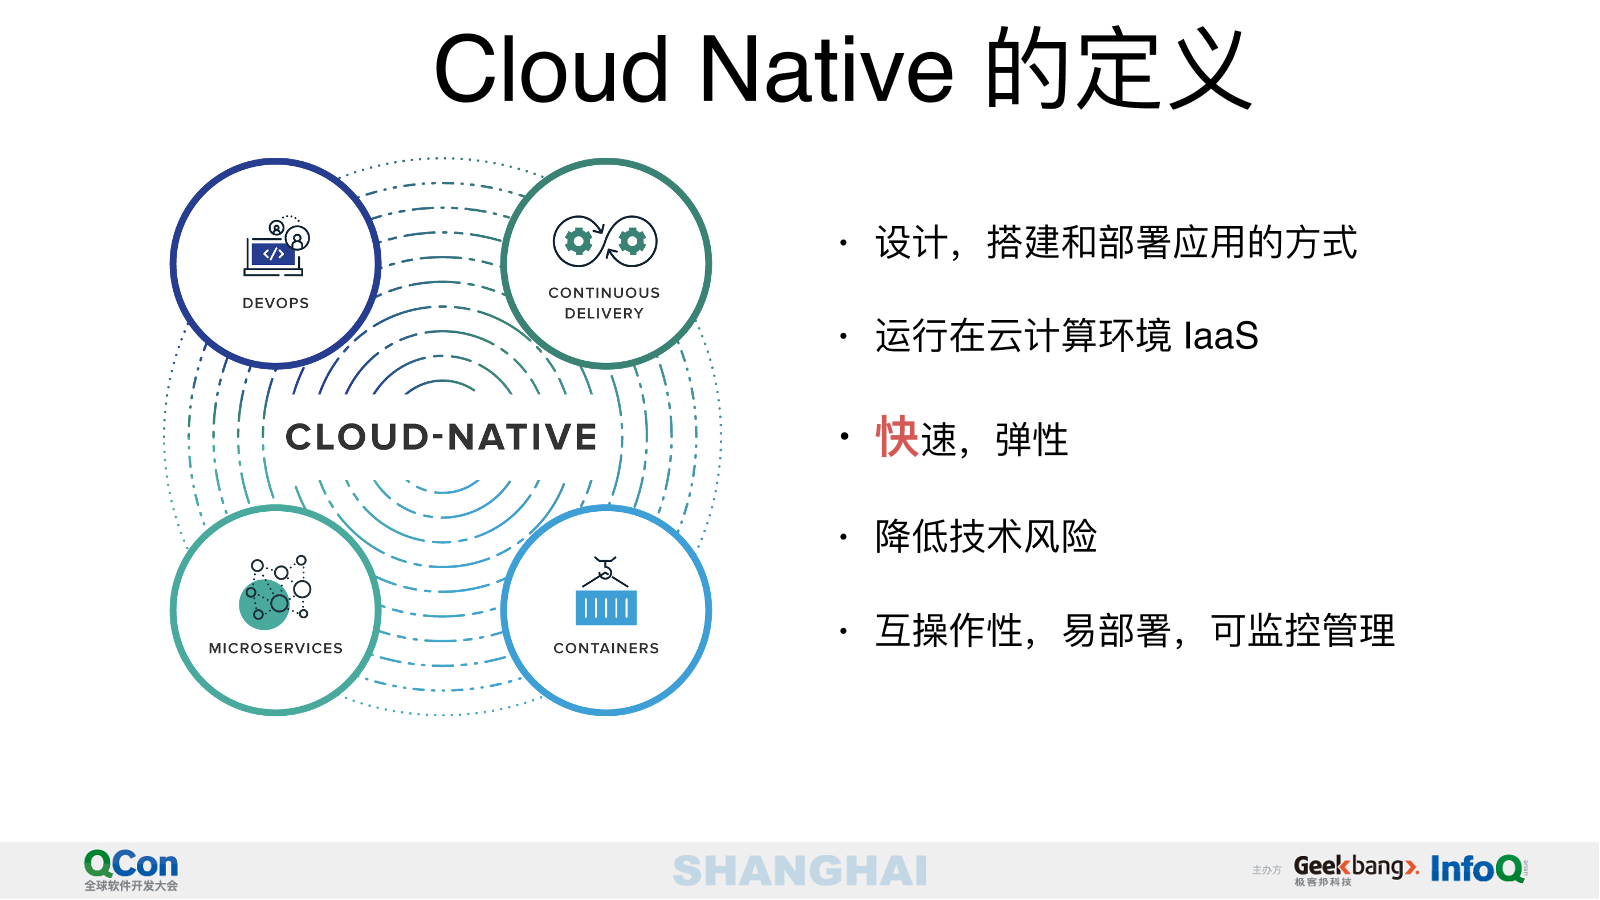 Cloud Native 的定义
DEVOPS
CONTINUOUS
DELIVERY
CLOUD-NATIVE
MICROSERVICES
CONTAINERS
• 设计，搭建和部署应用的方式
• 运行在云计算环境 IaaS
• 快速，弹性
• 降低技术风险
• 互操作性，易部署，可监控管理
QCon
全球软件开发大会
SHANGHAI
主办方
Geekbang
极客邦科技
InfoQ